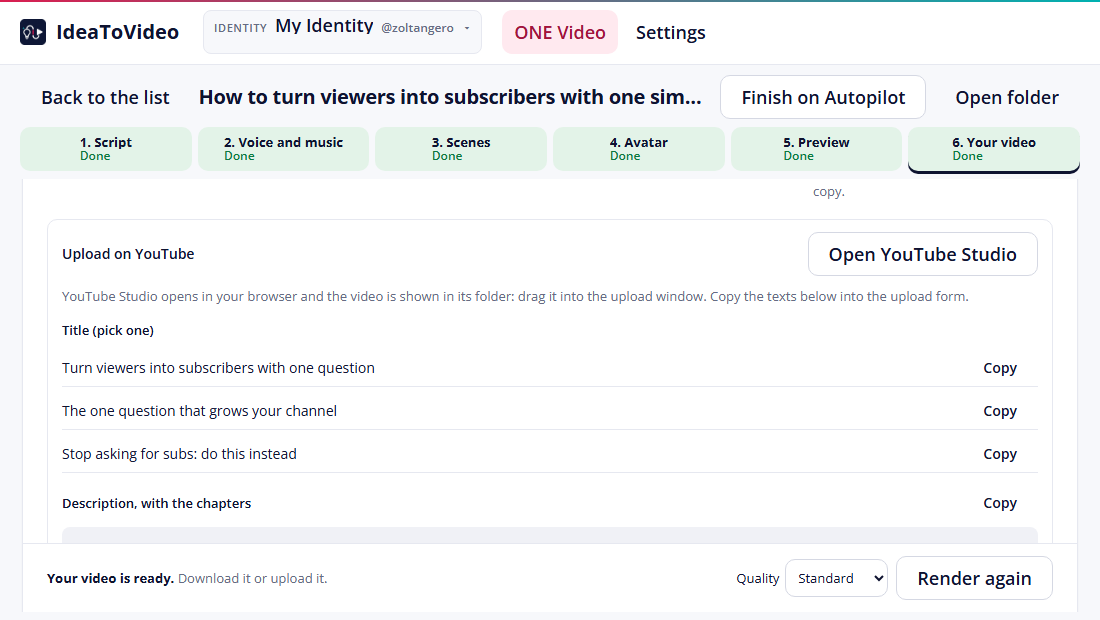 IdeaToVideo
IDENTITY My Identity @zoltangero
ONE Video
Settings
Back to the list
How to turn viewers into subscribers with one sim...
Finish on Autopilot
Open folder
1. Script
Done
2. Voice and music
Done
3. Scenes
Done
4. Avatar
Done
5. Preview
Done
6. Your video
Done
copy.
Upload on YouTube
Open YouTube Studio
YouTube Studio opens in your browser and the video is shown in its folder: drag it into the upload window. Copy the texts below into the upload form.
Title (pick one)
Turn viewers into subscribers with one question
Copy
The one question that grows your channel
Copy
Stop asking for subs: do this instead
Copy
Description, with the chapters
Copy
Your video is ready. Download it or upload it.
Quality
Standard
Render again